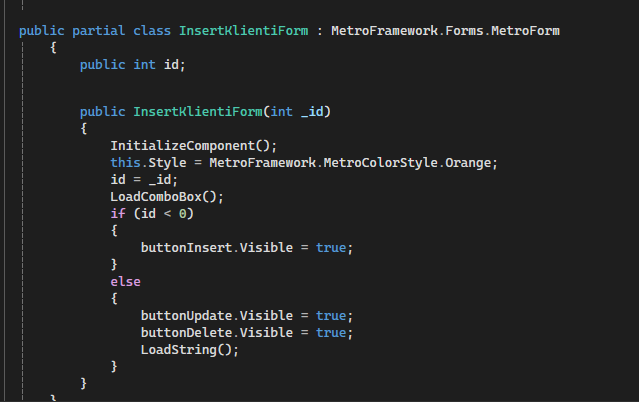 public partial class InsertKlientiForm : MetroFramework.Forms.MetroForm
{
public int id;
public InsertKlientiForm(int _id)
{
InitializeComponent();
this.Style = MetroFramework.MetroColorStyle.Orange;
id = _id;
LoadComboBox();
if (id < 0)
{
buttonInsert.Visible = true;
}
else
{
buttonUpdate.Visible = true;
buttonDelete.Visible = true;
LoadString();
}
}
}